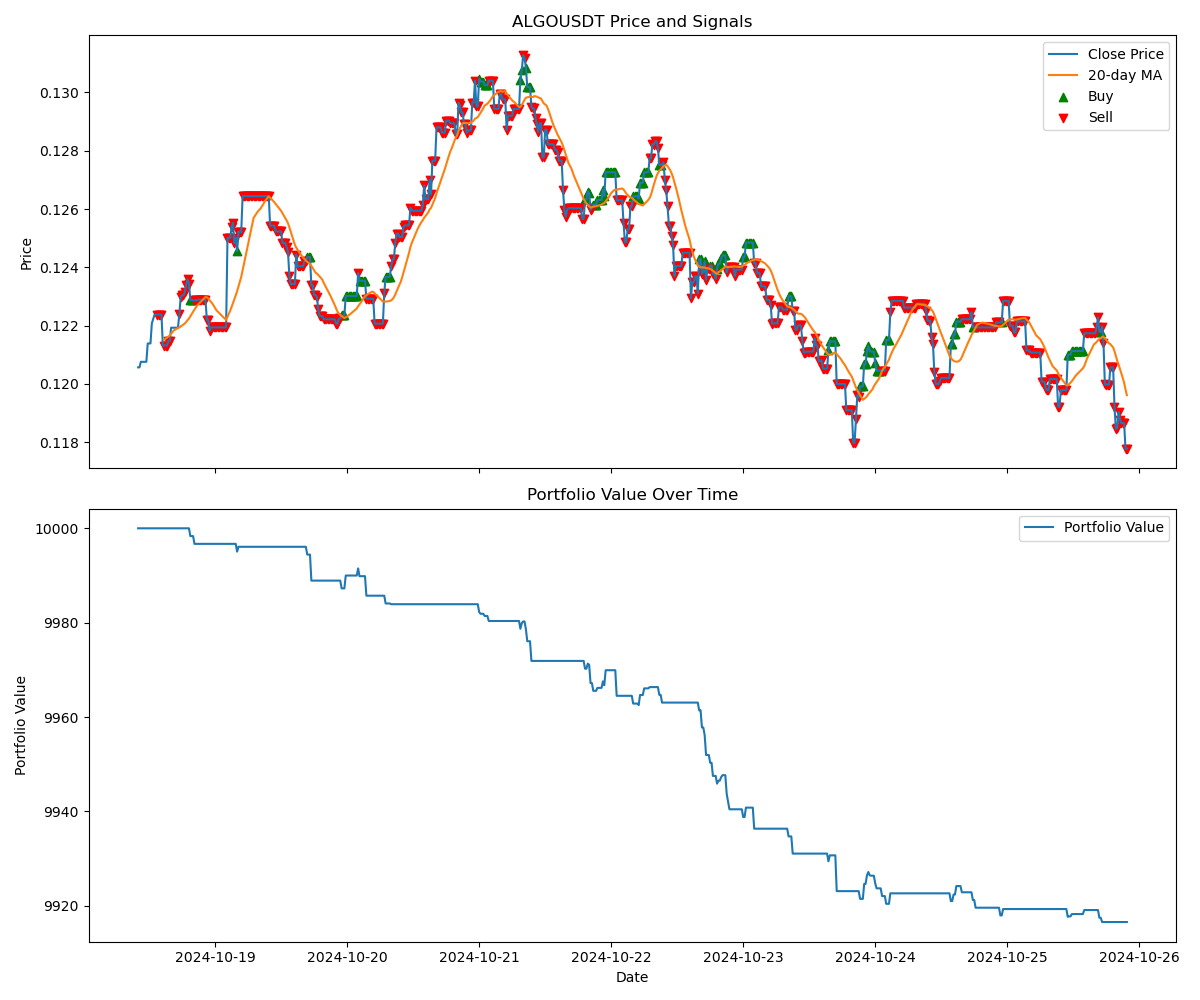 ALGOUSDT Price and Signals
Price
0.130
0.128
0.126
0.124
0.122
0.120
0.118
Close Price
20-day MA
Buy
Sell
Portfolio Value Over Time
Portfolio Value
10000
9980
9960
9940
9920
Portfolio Value
2024-10-19
2024-10-20
2024-10-21
2024-10-22
2024-10-23
2024-10-24
2024-10-25
2024-10-26
Date